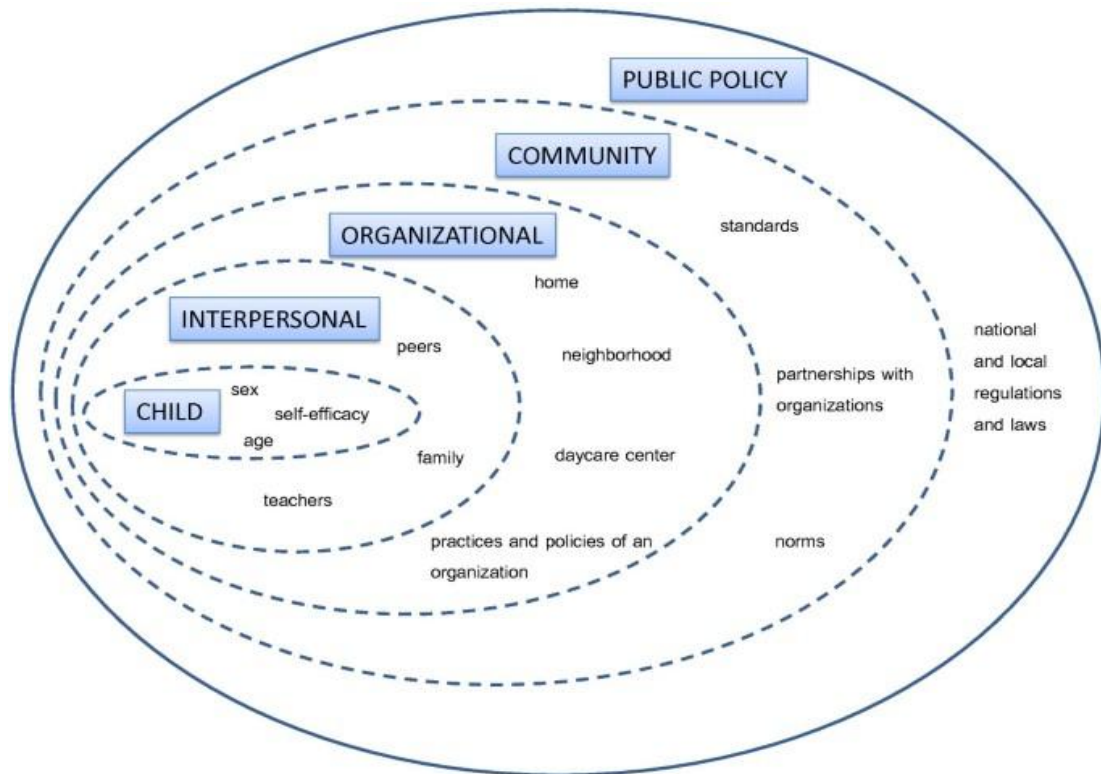 PUBLIC POLICY
COMMUNITY
standards
ORGANIZATIONAL
home
INTERPERSONAL
peers
neighborhood
national
and local
regulations
and laws
partnerships with
organizations
CHILD
sex
self-efficacy
age
family
daycare center
teachers
practices and policies of an
organization
norms